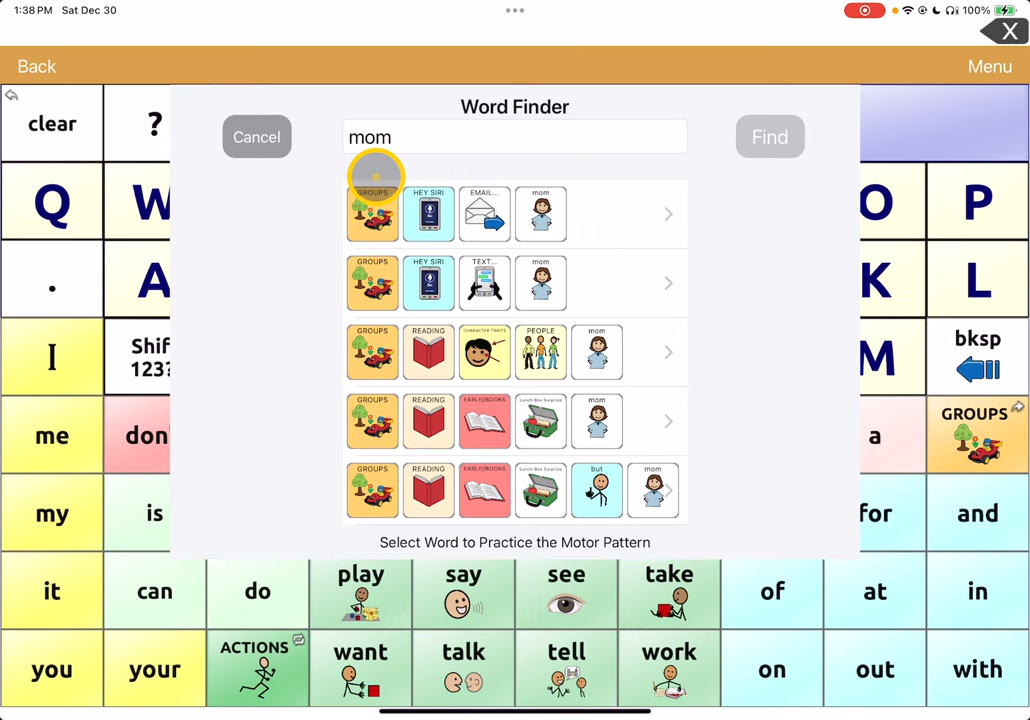 1:38 PM Sat Dec 30
100%
X
Back
Menu
Word Finder
Cancel
mom
Find
clear
?
Q
W
O
P
GROUPS HEY SIRI EMAIL... mom
GROUPS HEY SIRI TEXT... mom
GROUPS READING CHARACTER TRAITS PEOPLE mom
GROUPS READING EARLY||BOOKS Lunch Box Surprise mom
GROUPS READING EARLY||BOOKS Lunch Box Surprise but mom
Select Word to Practice the Motor Pattern
.
A
K
L
I
Shif
123?
M
bksp
me
don'
a
GROUPS
my
is
for
and
it
can
do
play
say
see
take
of
at
in
you
your
ACTIONS
want
talk
tell
work
on
out
with